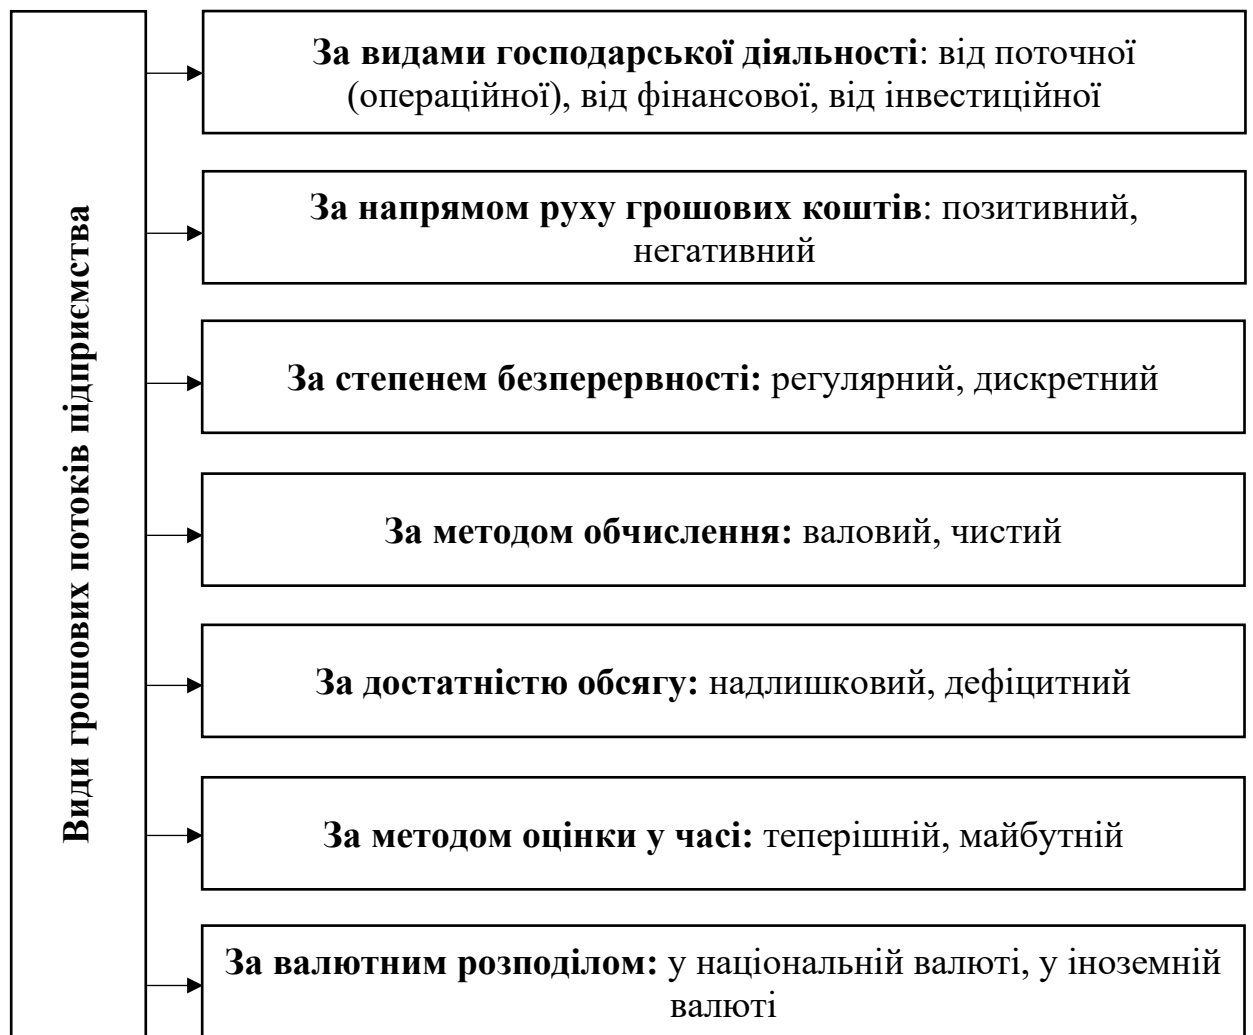 Види грошових потоків підприємства
За видами господарської діяльності: від поточної
(операційної), від фінансової, від інвестиційної
За напрямом руху грошових коштів: позитивний,
негативний
За степенем безперервності: регулярний, дискретний
За методом обчислення: валовий, чистий
За достатністю обсягу: надлишковий, дефіцитний
За методом оцінки у часі: теперішній, майбутній
За валютним розподілом: у національній валюті, у іноземній
валюті